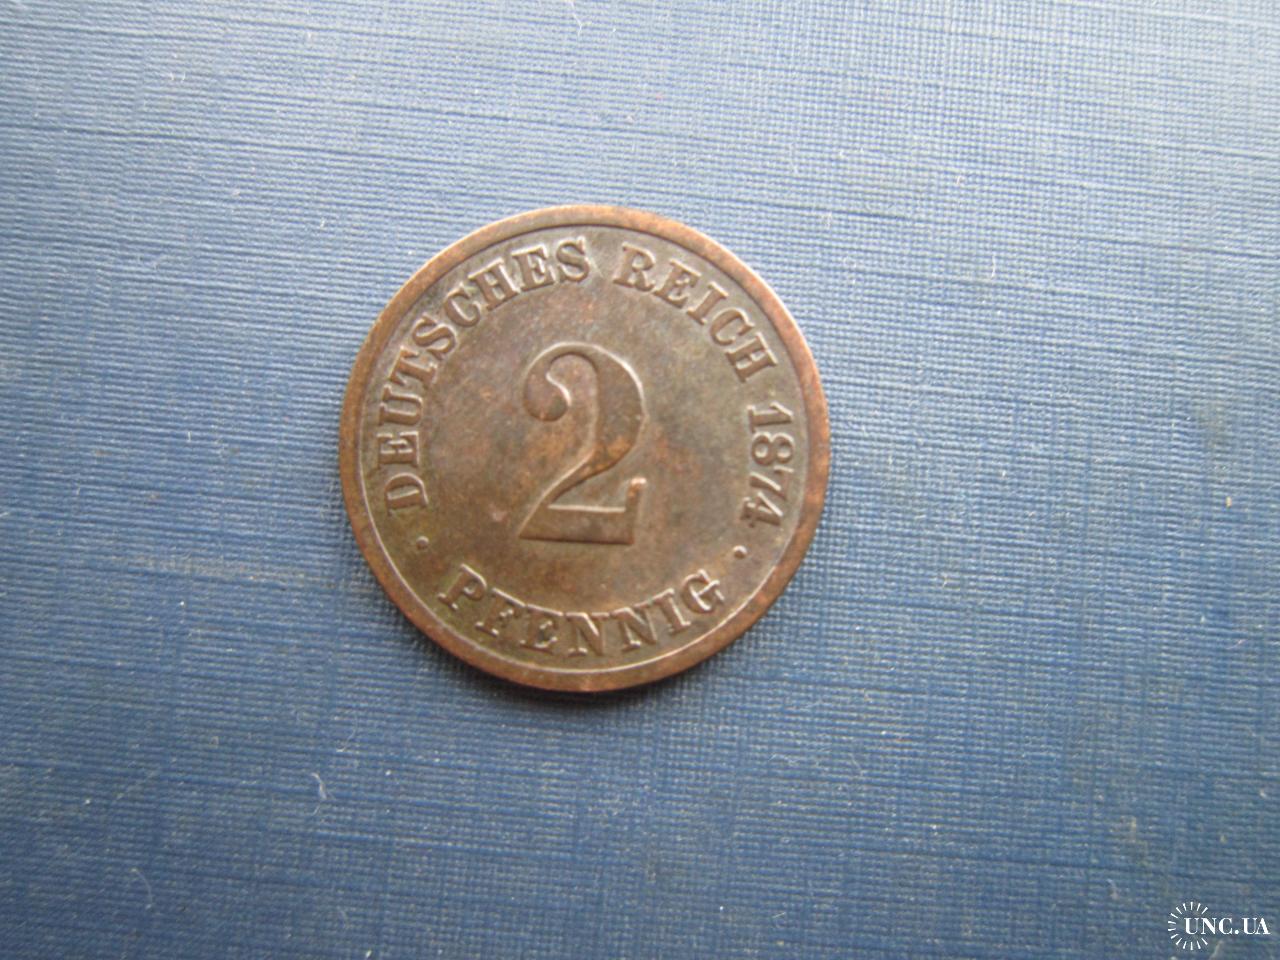 DEUTSCHES REICH 1874
2
· PFENNIG ·
UNC.UA